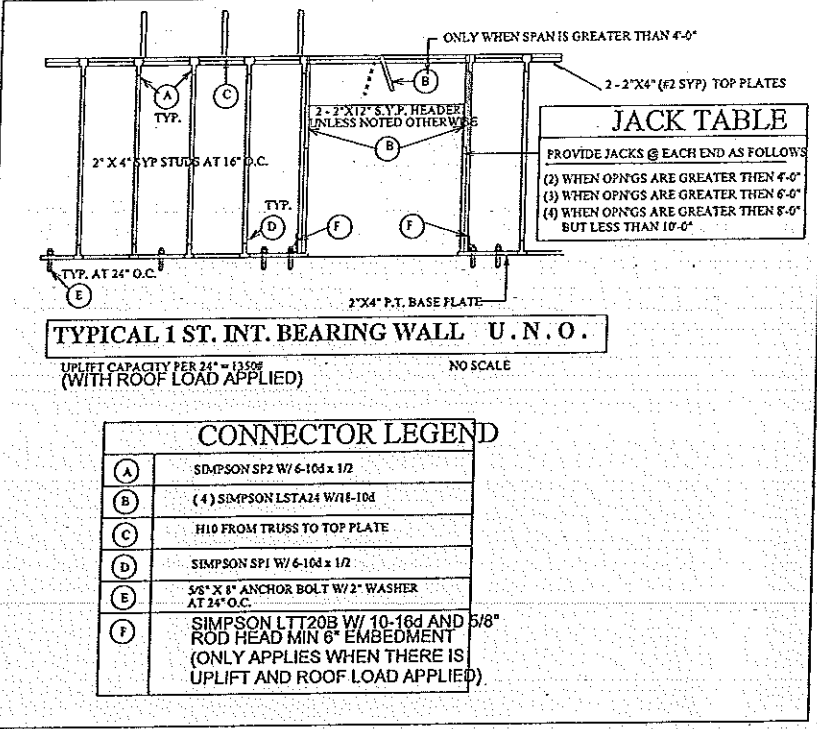 ONLY WHEN SPAN IS GREATER THAN 4'-0"
B
A
TYP.
C
2 - 2"X4" (#2 SYP) TOP PLATES
2 - 2"X12" S.Y.P. HEADER
UNLESS NOTED OTHERWISE
B
2" X 4" SYP STUDS AT 16" O.C.
JACK TABLE
PROVIDE JACKS @ EACH END AS FOLLOWS
(2) WHEN OPN'GS ARE GREATER THEN 4'-0"
(3) WHEN OPN'GS ARE GREATER THEN 6'-0"
(4) WHEN OPN'GS ARE GREATER THEN 8'-0"
BUT LESS THAN 10'-0"
TYP.
D
F
F
TYP. AT 24" O.C.
E
2"X4" P.T. BASE PLATE
TYPICAL 1 ST. INT. BEARING WALL U.N.O.
UPLIFT CAPACITY PER 24" = 1350#
(WITH ROOF LOAD APPLIED)
NO SCALE
CONNECTOR LEGEND
A SIMPSON SP2 W/ 6-10d x 1/2
B ( 4 ) SIMPSON LSTA24 W/18-10d
C H10 FROM TRUSS TO TOP PLATE
D SIMPSON SP1 W/ 6-10d x 1/2
E 5/8" X 8" ANCHOR BOLT W/ 2" WASHER
AT 24" O.C.
F SIMPSON LTT20B W/ 10-16d AND 5/8"
ROD HEAD MIN 6" EMBEDMENT
(ONLY APPLIES WHEN THERE IS
UPLIFT AND ROOF LOAD APPLIED)